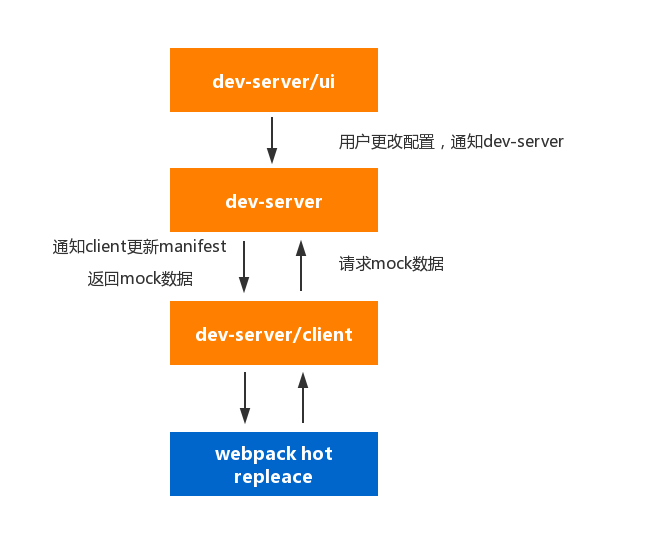 dev-server/ui
用户更改配置，通知dev-server
dev-server
通知client更新manifest
返回mock数据
请求mock数据
dev-server/client
webpack hot
repleace